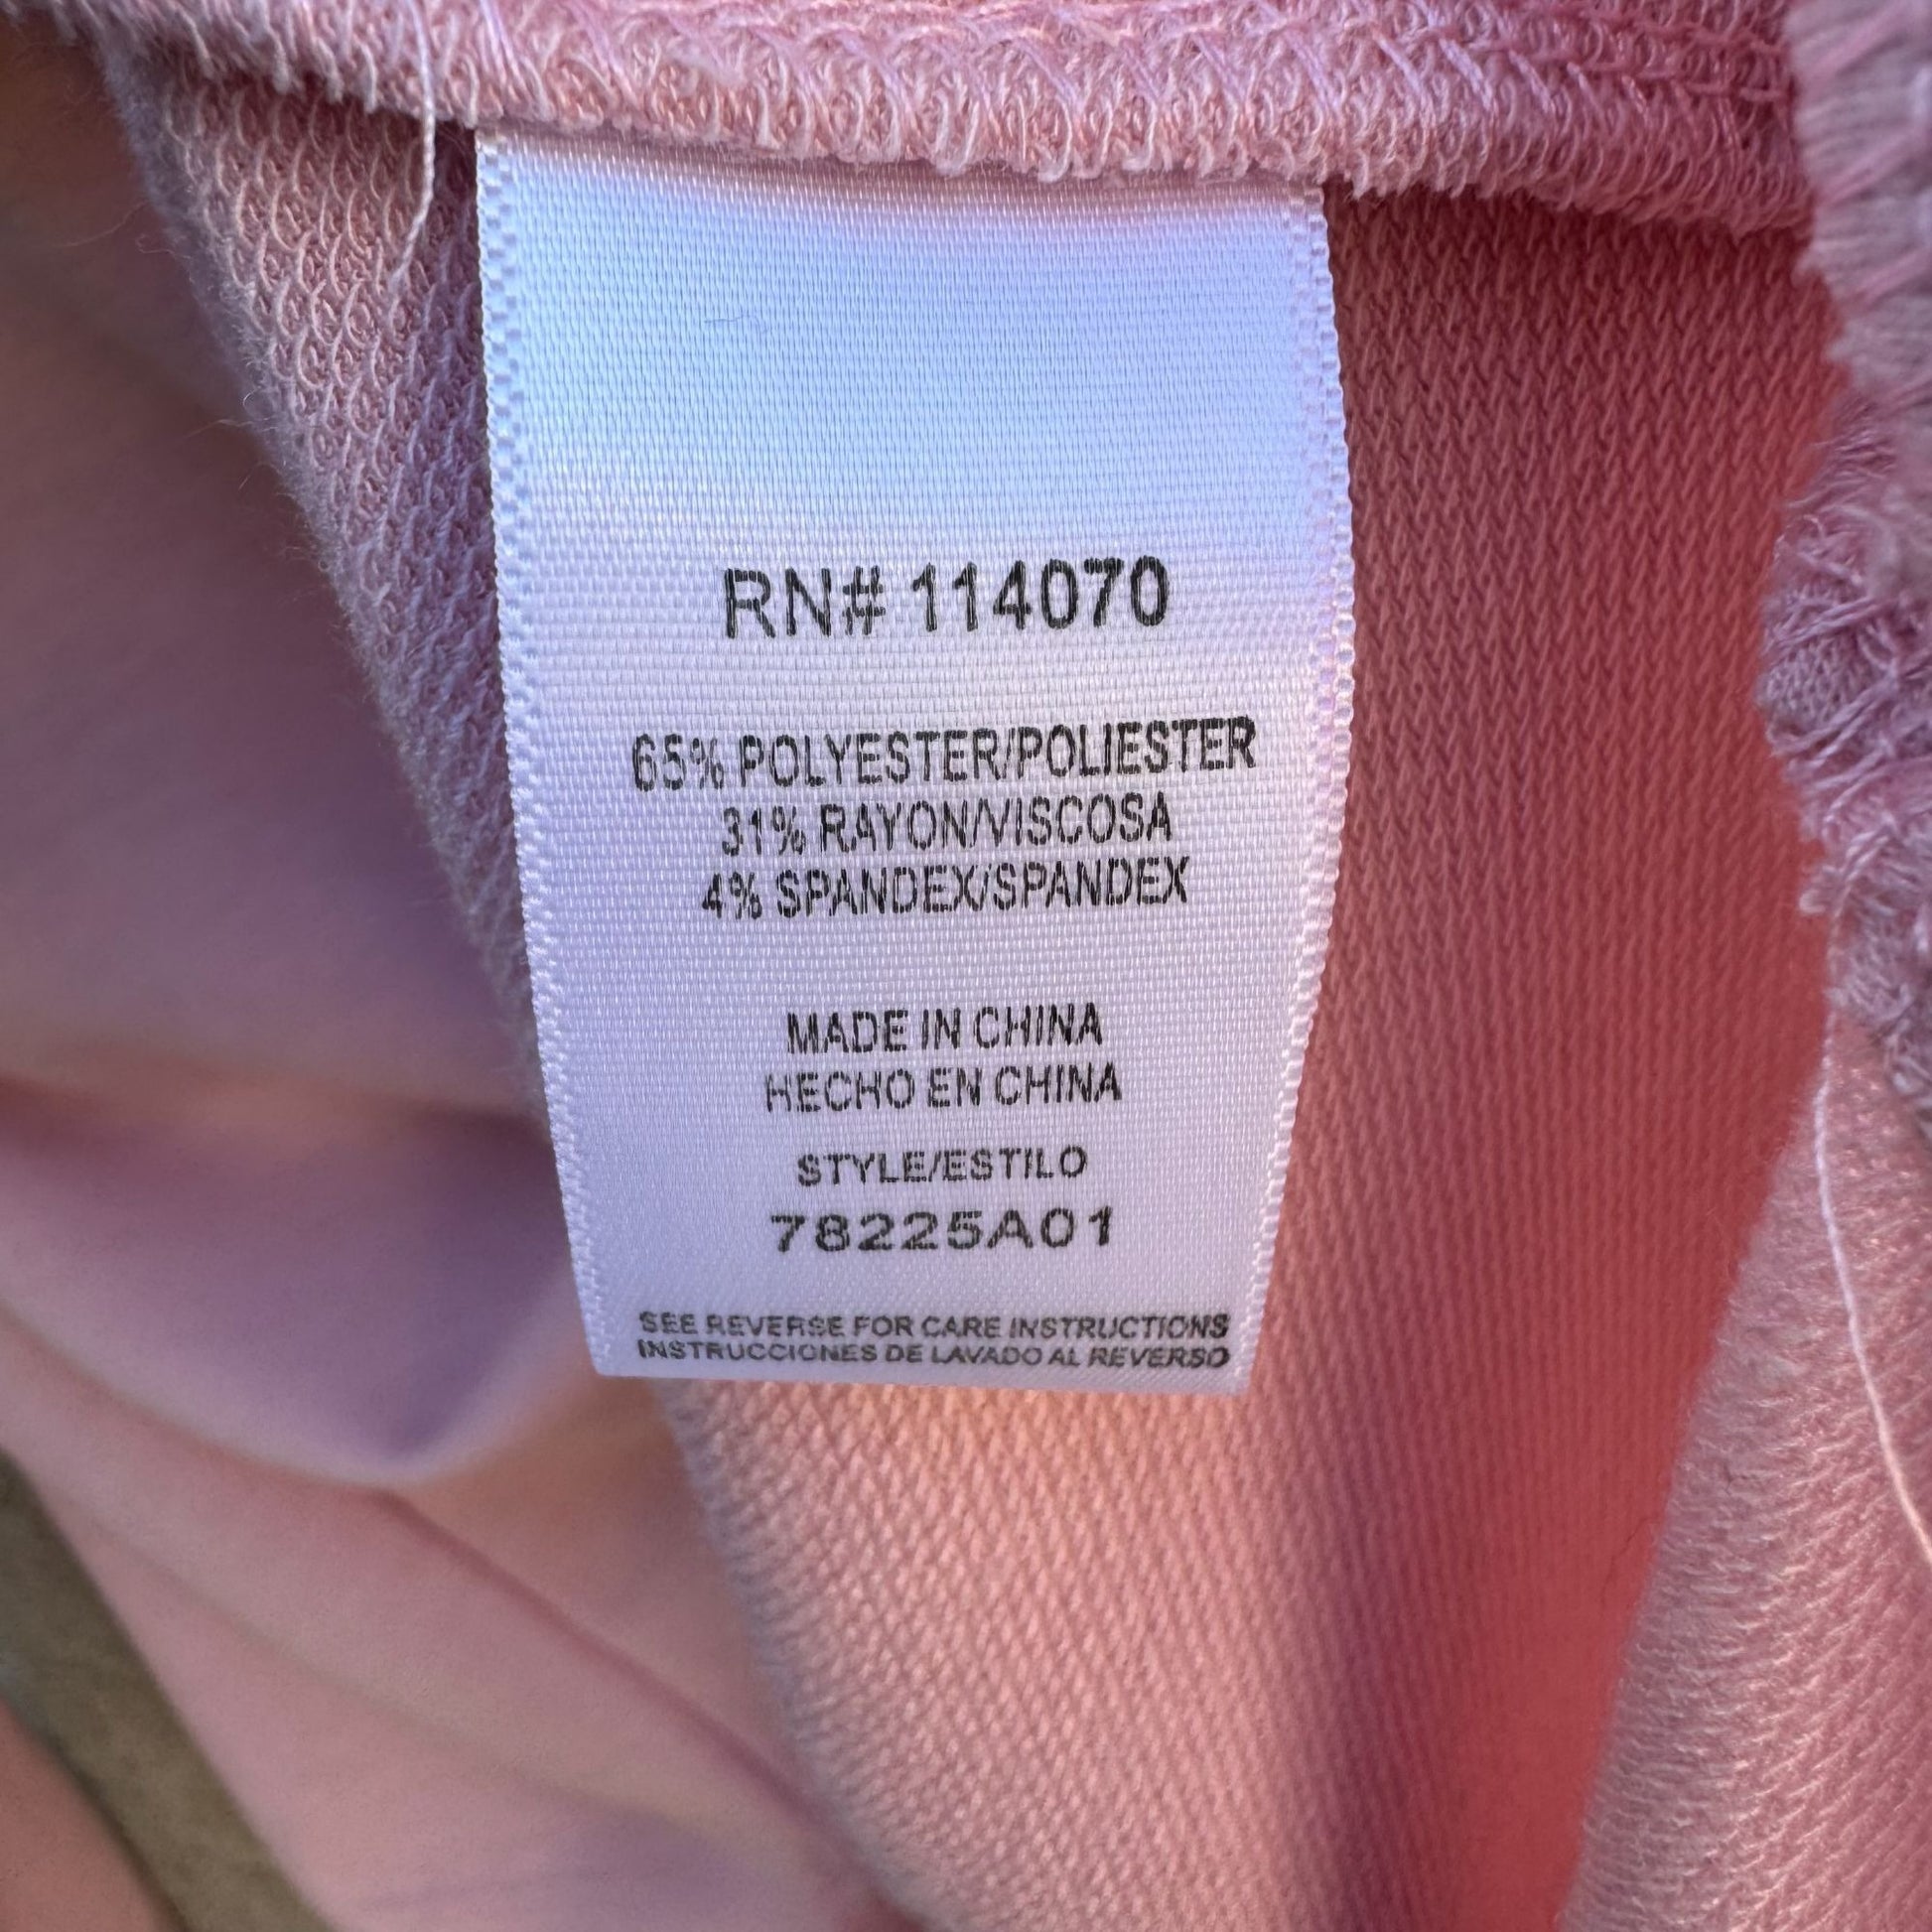 RN# 114070
65% POLYESTER/POLIESTER
31% RAYON/VISCOSA
4% SPANDEX/SPANDEX
MADE IN CHINA
HECHO EN CHINA
STYLE/ESTILO
78225A01
SEE REVERSE FOR CARE INSTRUCTIONS
INSTRUCCIONES DE LAVADO AL REVERSO